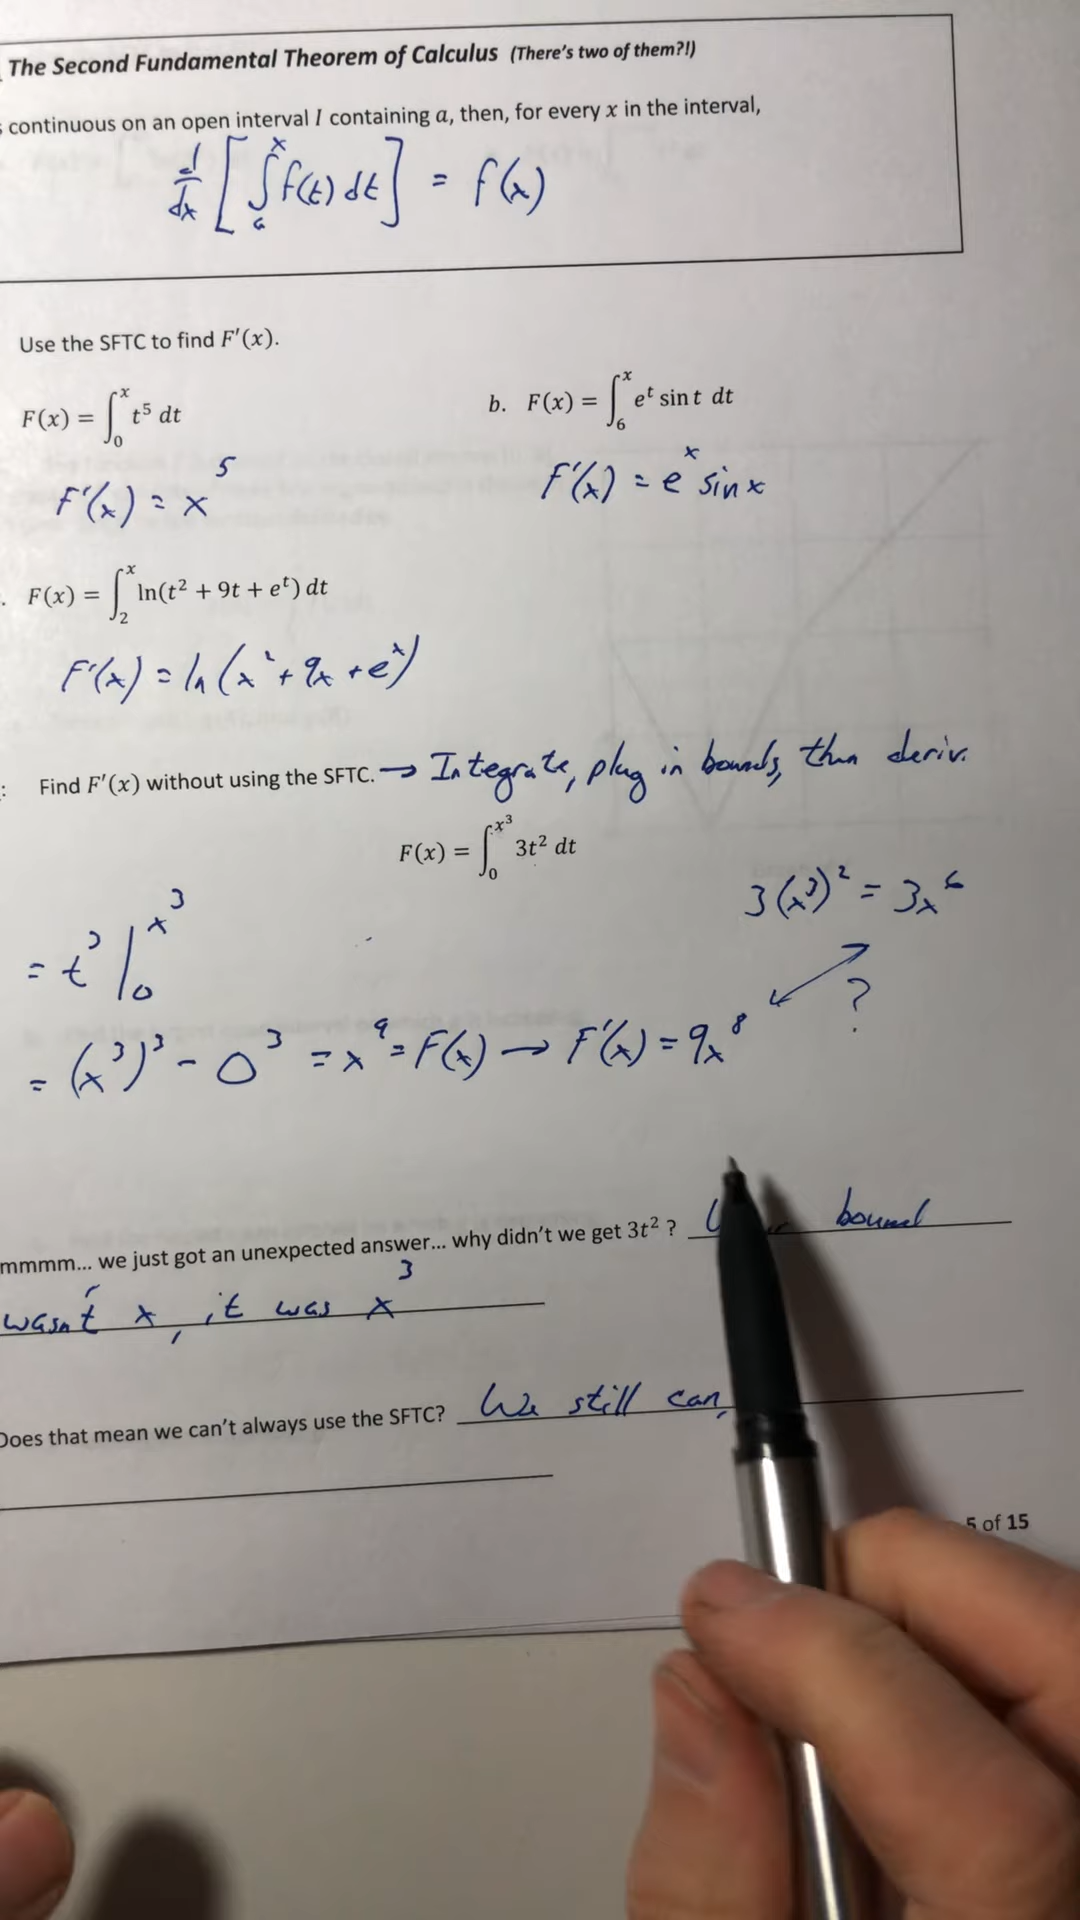 The Second Fundamental Theorem of Calculus (There's two of them?!)
continuous on an open interval I containing a, then, for every x in the interval,
d/dx [∫ₐˣ f(t) dt] = f(x)
Use the SFTC to find F′(x).
F(x) = ∫₀ˣ t⁵ dt
b. F(x) = ∫₆ˣ eᵗ sin t dt
F'(x) = x⁵
F'(x) = eˣ sin x
. F(x) = ∫₂ˣ ln(t² + 9t + eᵗ) dt
F'(x) = ln(x² + 9x + eˣ)
: Find F′(x) without using the SFTC. → Integrate, plug in bounds, then deriv.
F(x) = ∫₀^(x³) 3t² dt
3(x³)² = 3x⁶
= t³ |₀^(x³)
?
= (x³)³ - 0³ = x⁹ = F(x) → F'(x) = 9x⁸
mmmm... we just got an unexpected answer... why didn't we get 3t² ? bound
wasn't x, it was x³
Does that mean we can't always use the SFTC? We still can,
5 of 15